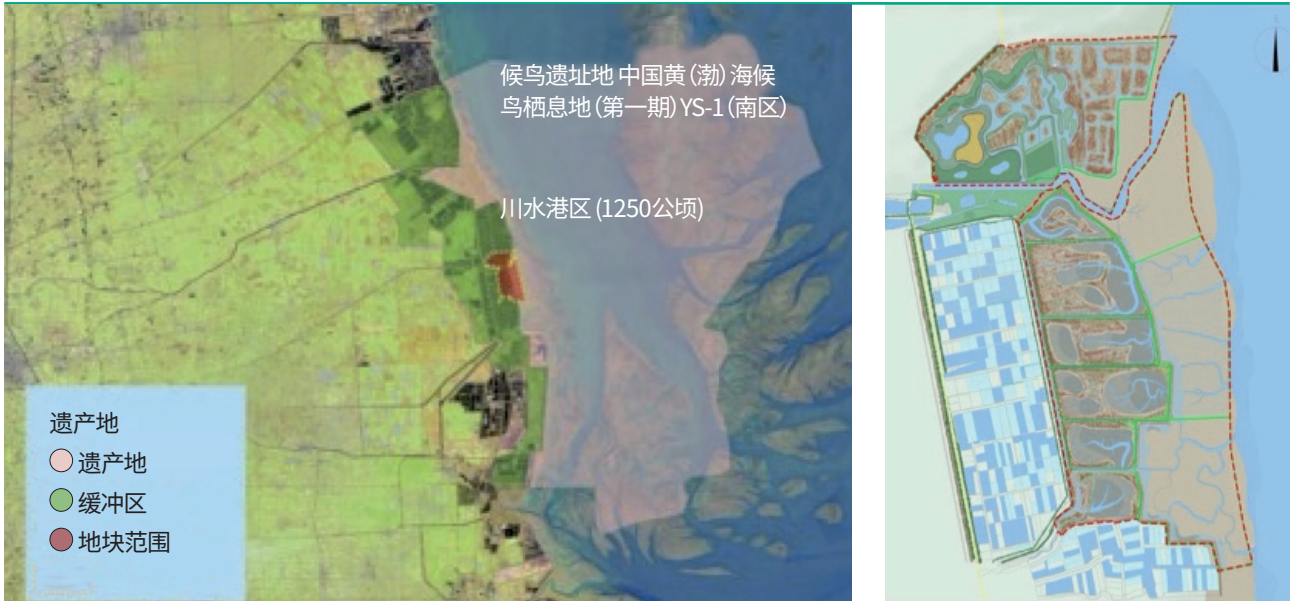 候鸟遗址地 中国黄(渤)海候
鸟栖息地(第一期)YS-1(南区)
川水港区(1250公顷)
遗产地
遗产地
缓冲区
地块范围